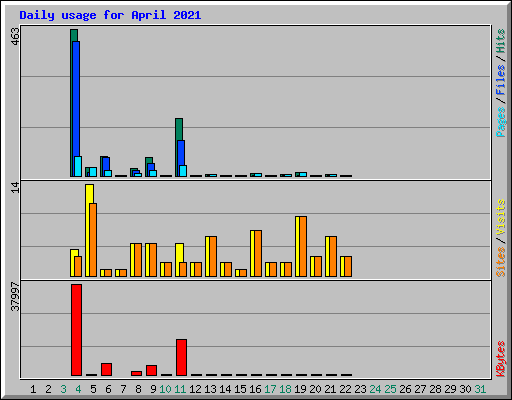 Daily usage for April 2021
463
14
37997
Pages / Files / Hits
Sites / Visits
KBytes
1 2 3 4 5 6 7 8 9 10 11 12 13 14 15 16 17 18 19 20 21 22 23 24 25 26 27 28 29 30 31